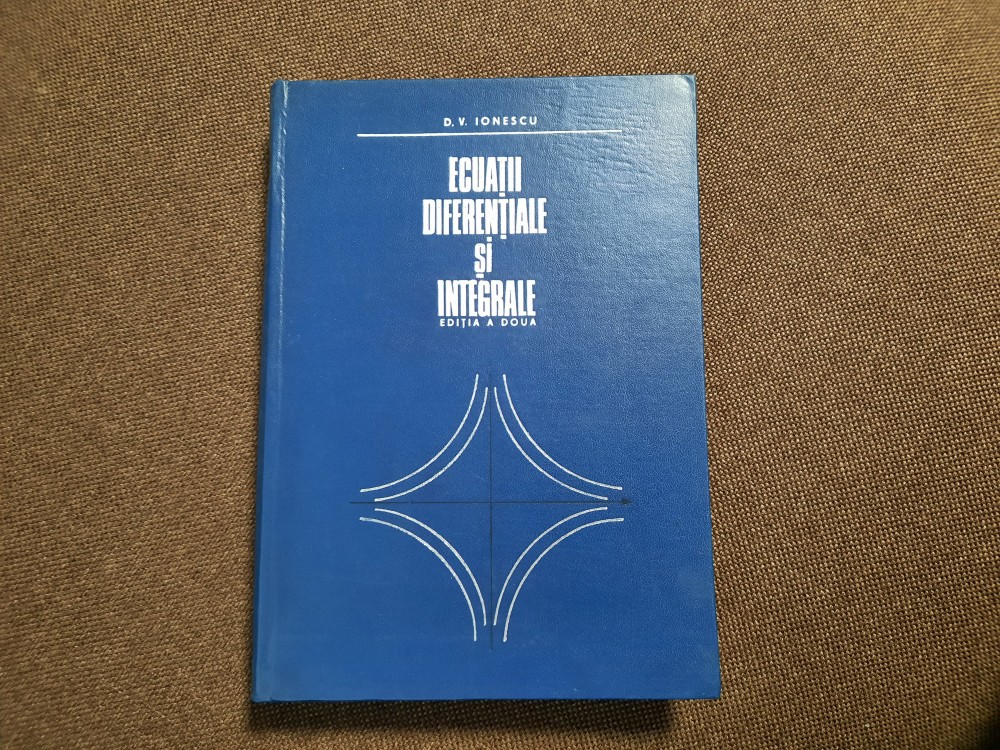 D. V. IONESCU
ECUAȚII
DIFERENȚIALE
ȘI
INTEGRALE
EDIȚIA A DOUA